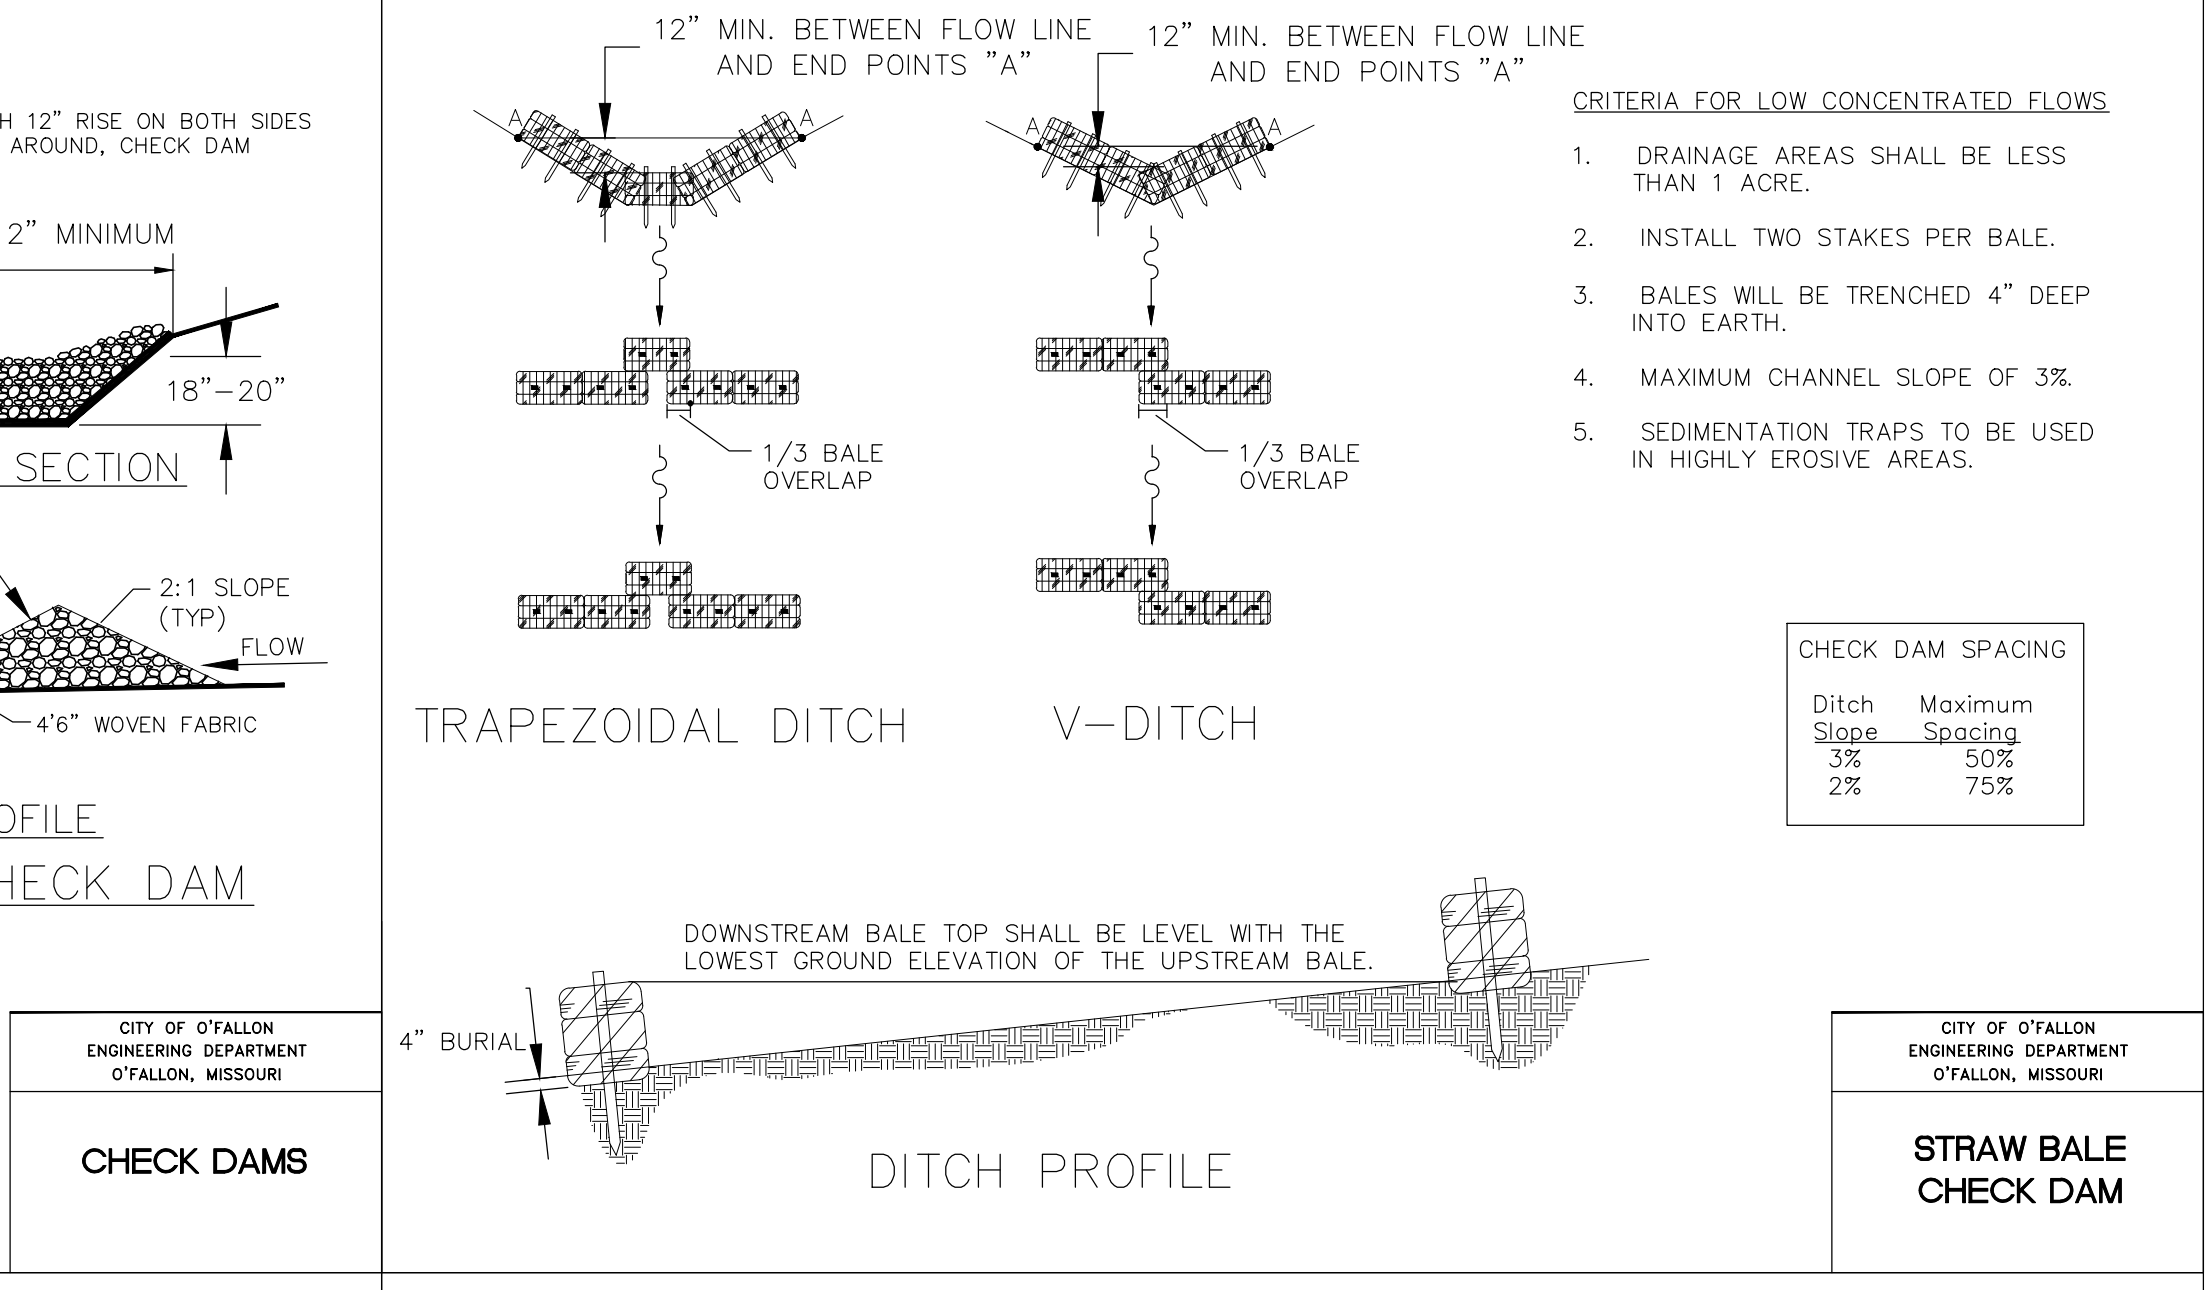 H 12" RISE ON BOTH SIDES
AROUND, CHECK DAM
2" MINIMUM
18"-20"
SECTION
2:1 SLOPE
(TYP)
FLOW
4'6" WOVEN FABRIC
OFILE
HECK DAM
CITY OF O'FALLON
ENGINEERING DEPARTMENT
O'FALLON, MISSOURI
CHECK DAMS
12" MIN. BETWEEN FLOW LINE
AND END POINTS "A"
A
A
1/3 BALE
OVERLAP
TRAPEZOIDAL DITCH
12" MIN. BETWEEN FLOW LINE
AND END POINTS "A"
A
A
1/3 BALE
OVERLAP
V-DITCH
CRITERIA FOR LOW CONCENTRATED FLOWS
1. DRAINAGE AREAS SHALL BE LESS
THAN 1 ACRE.
2. INSTALL TWO STAKES PER BALE.
3. BALES WILL BE TRENCHED 4" DEEP
INTO EARTH.
4. MAXIMUM CHANNEL SLOPE OF 3%.
5. SEDIMENTATION TRAPS TO BE USED
IN HIGHLY EROSIVE AREAS.
CHECK DAM SPACING
Ditch Maximum
Slope Spacing
3% 50%
2% 75%
DOWNSTREAM BALE TOP SHALL BE LEVEL WITH THE
LOWEST GROUND ELEVATION OF THE UPSTREAM BALE.
4" BURIAL
DITCH PROFILE
CITY OF O'FALLON
ENGINEERING DEPARTMENT
O'FALLON, MISSOURI
STRAW BALE
CHECK DAM